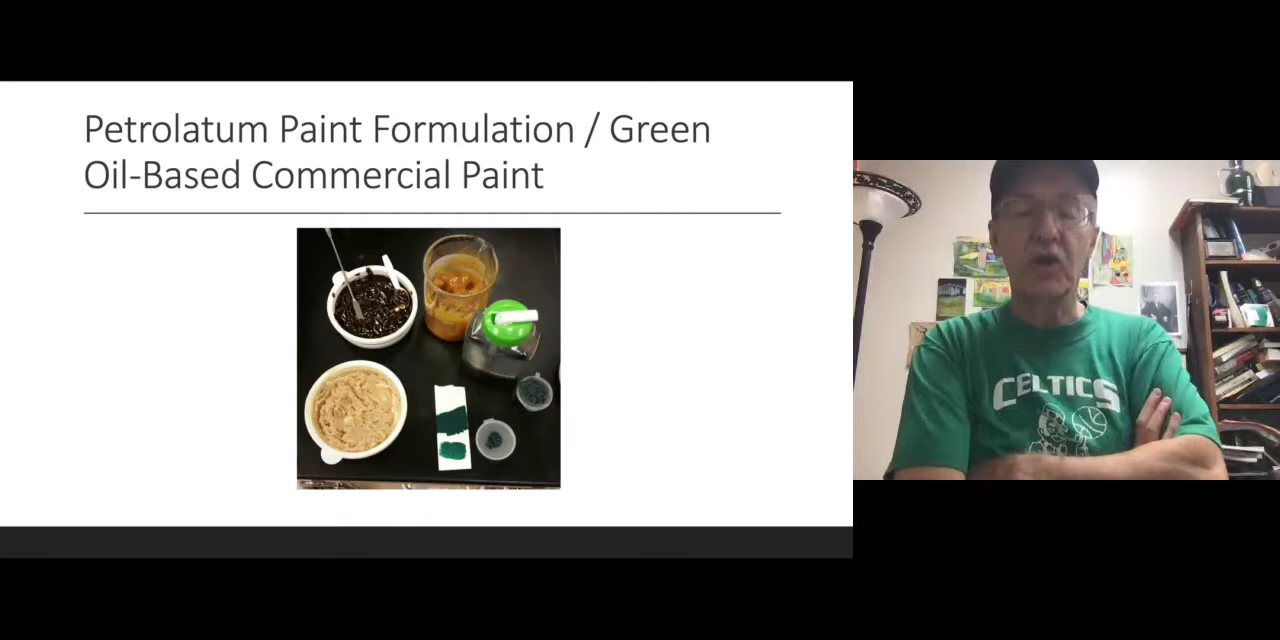 Petrolatum Paint Formulation / Green
Oil-Based Commercial Paint
CELTICS